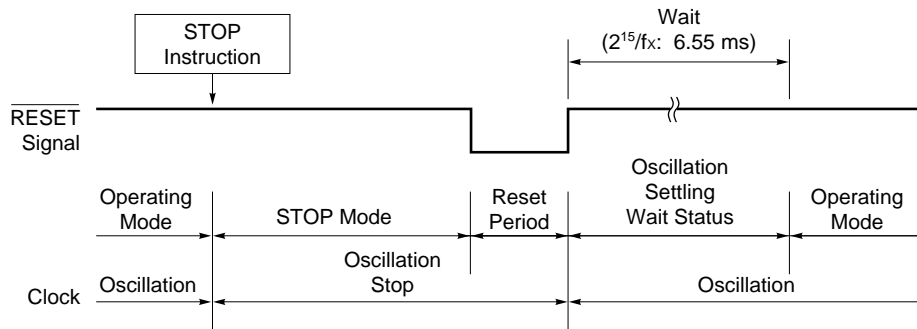 STOP
Instruction
Wait
(2¹⁵/fX: 6.55 ms)
RESET
Signal
Operating
Mode
STOP Mode
Reset
Period
Oscillation
Settling
Wait Status
Operating
Mode
Clock
Oscillation
Oscillation
Stop
Oscillation